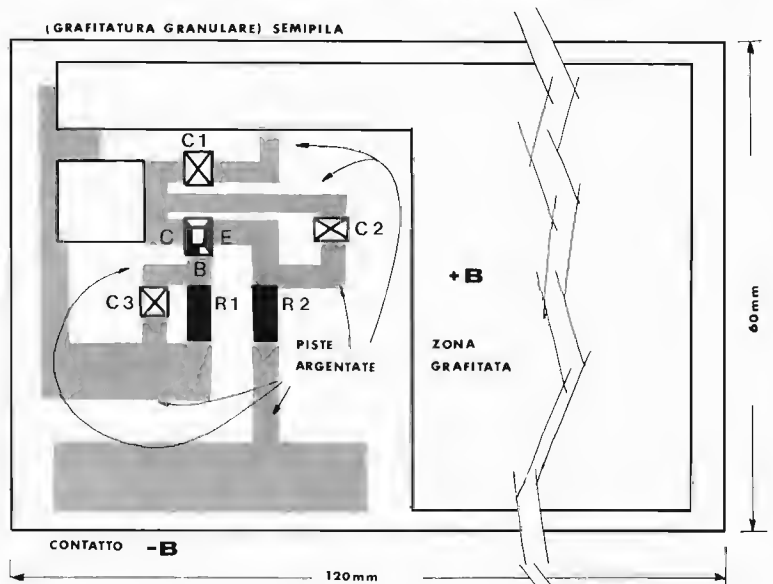 (GRAFITATURA GRANULARE) SEMIPILA
C1
C E C2
B
+B
C3 R1 R2
PISTE ZONA
ARGENTATE GRAFITATA
60mm
CONTATTO -B
120mm